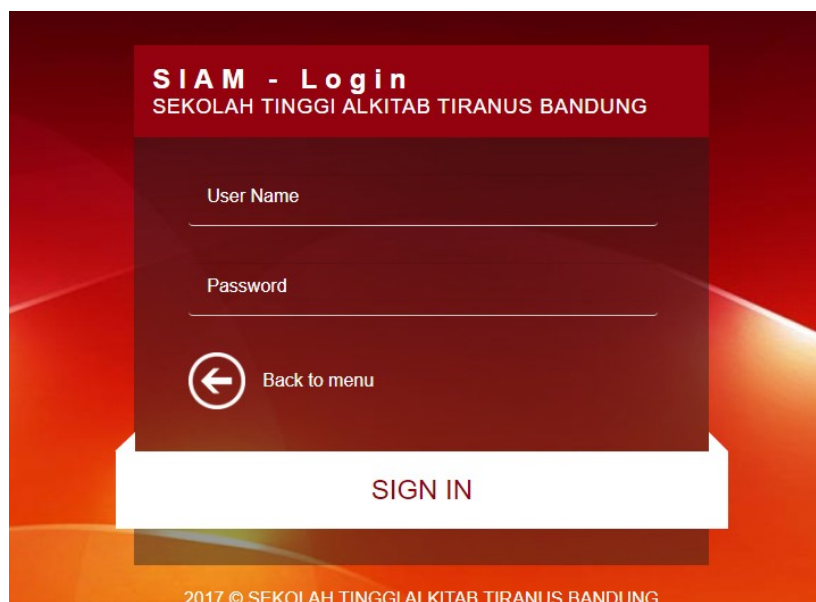 SIAM - Login
SEKOLAH TINGGI ALKITAB TIRANUS BANDUNG
User Name
Password
Back to menu
SIGN IN
2017 © SEKOLAH TINGGI ALKITAB TIRANUS BANDUNG